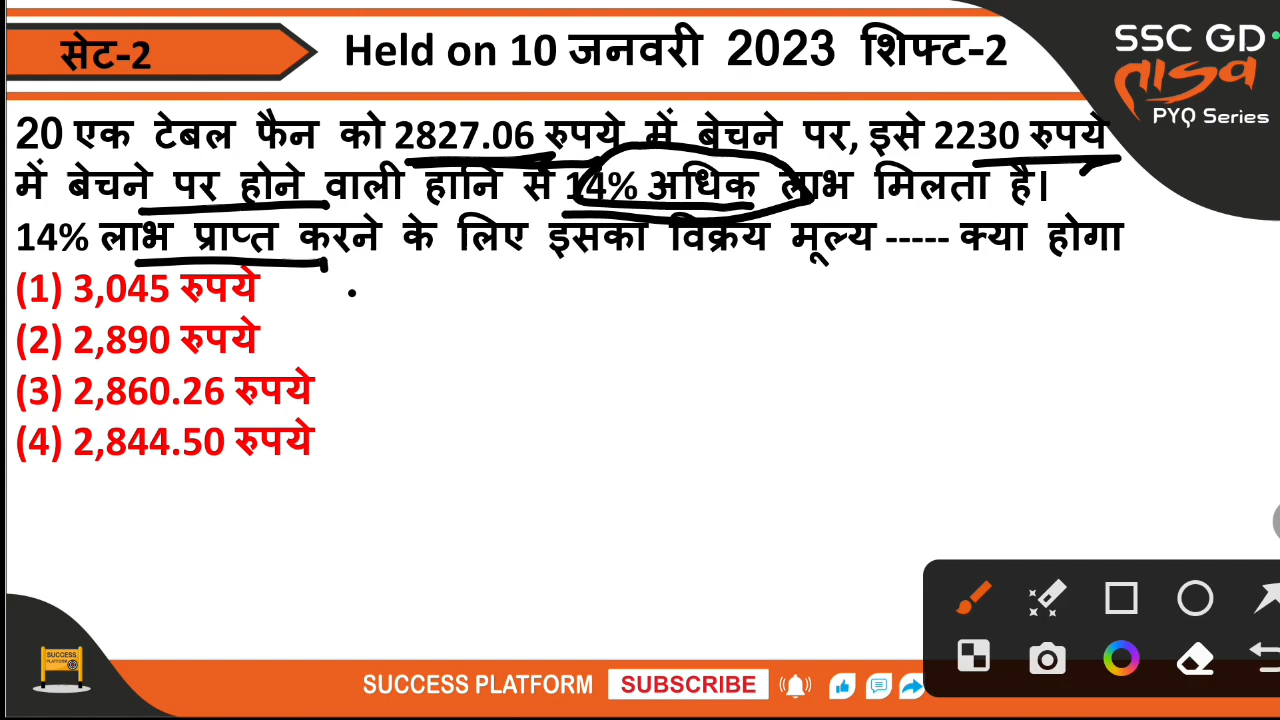 सेट-2
Held on 10 जनवरी 2023 शिफ्ट-2
SSC GD
ताण्डव
PYQ Series
20 एक टेबल फैन को 2827.06 रुपये में बेचने पर, इसे 2230 रुपये
में बेचने पर होने वाली हानि से 14% अधिक लाभ मिलता है।
14% लाभ प्राप्त करने के लिए इसका विक्रय मूल्य ----- क्या होगा
(1) 3,045 रुपये
(2) 2,890 रुपये
(3) 2,860.26 रुपये
(4) 2,844.50 रुपये
SUCCESS
PLATFORM
SUCCESS PLATFORM
SUBSCRIBE